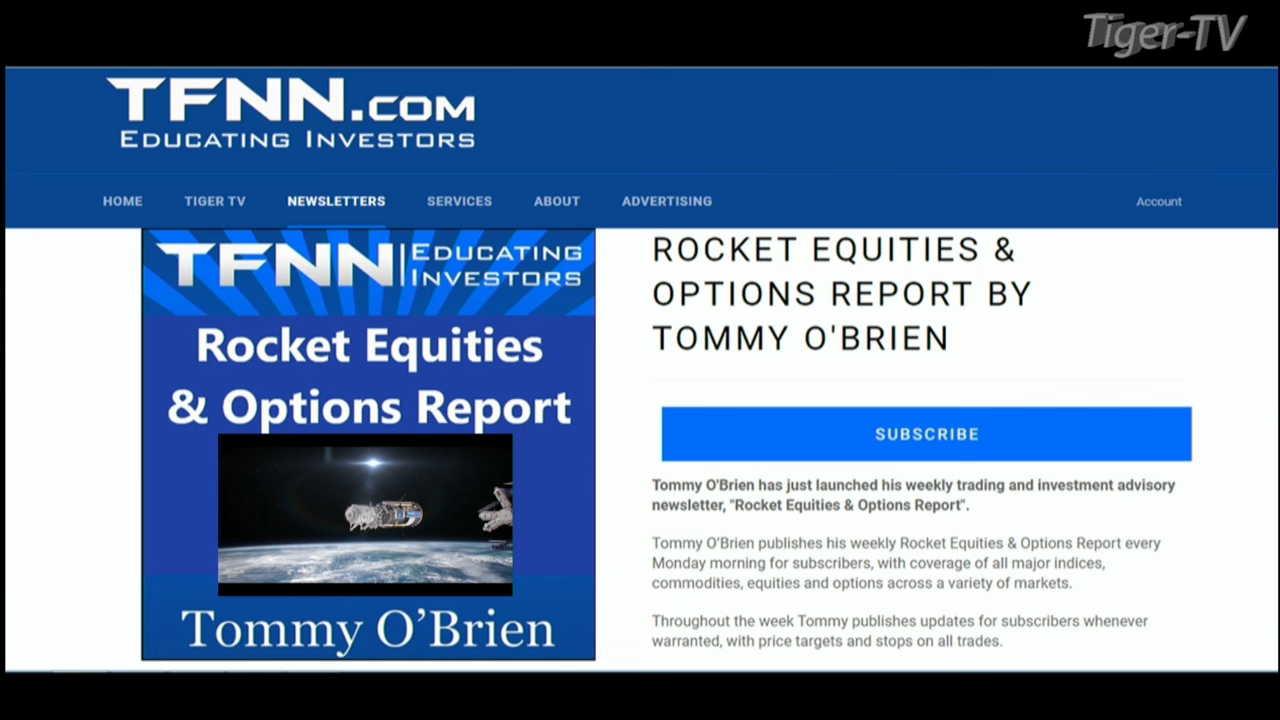 Tiger-TV
TFNN.COM
EDUCATING INVESTORS
HOME TIGER TV NEWSLETTERS SERVICES ABOUT ADVERTISING Account
TFNN EDUCATING
INVESTORS
Rocket Equities
& Options Report
Tommy O’Brien
ROCKET EQUITIES &
OPTIONS REPORT BY
TOMMY O'BRIEN
SUBSCRIBE
Tommy O'Brien has just launched his weekly trading and investment advisory
newsletter, "Rocket Equities & Options Report".
Tommy O’Brien publishes his weekly Rocket Equities & Options Report every
Monday morning for subscribers, with coverage of all major indices,
commodities, equities and options across a variety of markets.
Throughout the week Tommy publishes updates for subscribers whenever
warranted, with price targets and stops on all trades.